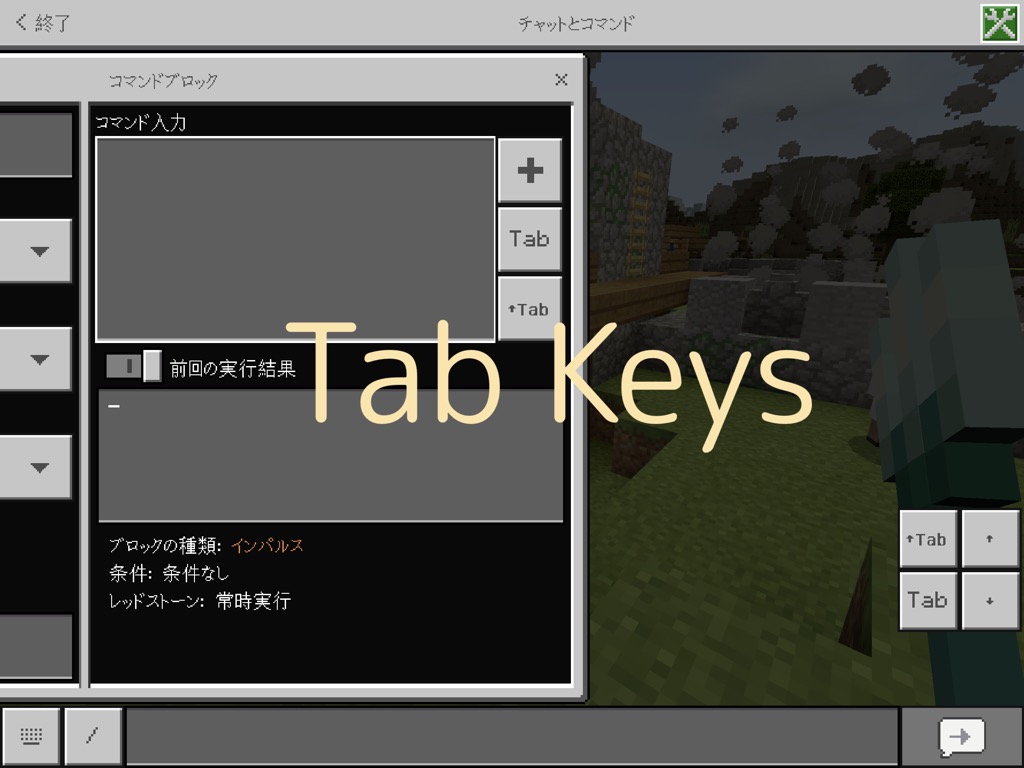 終了
チャットとコマンド
コマンドブロック
コマンド入力
Tab
↑Tab
Tab Keys
前回の実行結果
-
ブロックの種類: インパルス
条件: 条件なし
レッドストーン: 常時実行
↑Tab
↑
Tab
↓
/